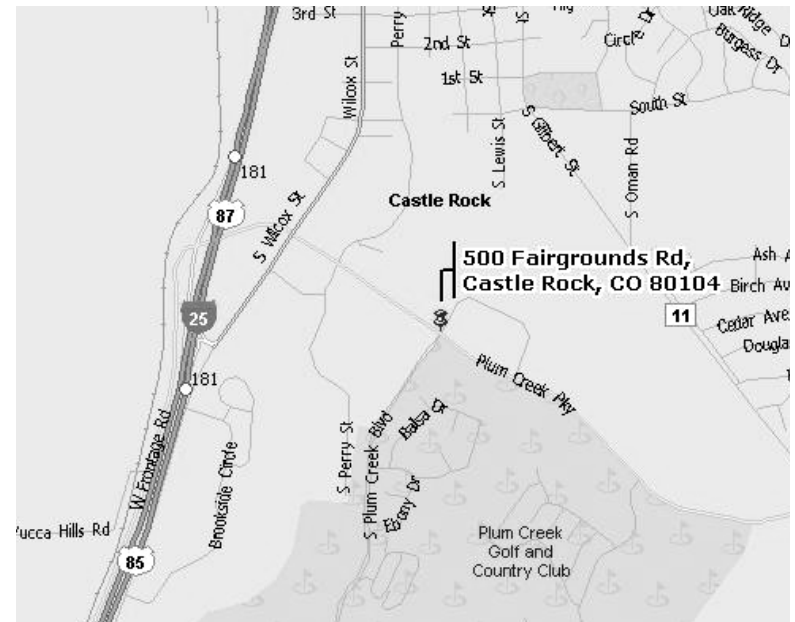 3rd St
Perry
2nd St
1st St
Wilcox St
S Lewis St
S Gilbert St
Circle Dr
Ridge D
Burgess Dr
South St
S Oman Rd
181
87
S Wilcox St
Castle Rock
500 Fairgrounds Rd,
Castle Rock, CO 80104
Ash A
Birch Av
Cedar Ave
Dougla
11
25
181
Plum Creek Pky
W Frontage Rd
Brookside Circle
S Perry St
S Plum Creek Blvd
Balsa Dr
Ebony Dr
Yucca Hills Rd
85
Plum Creek
Golf and
Country Club